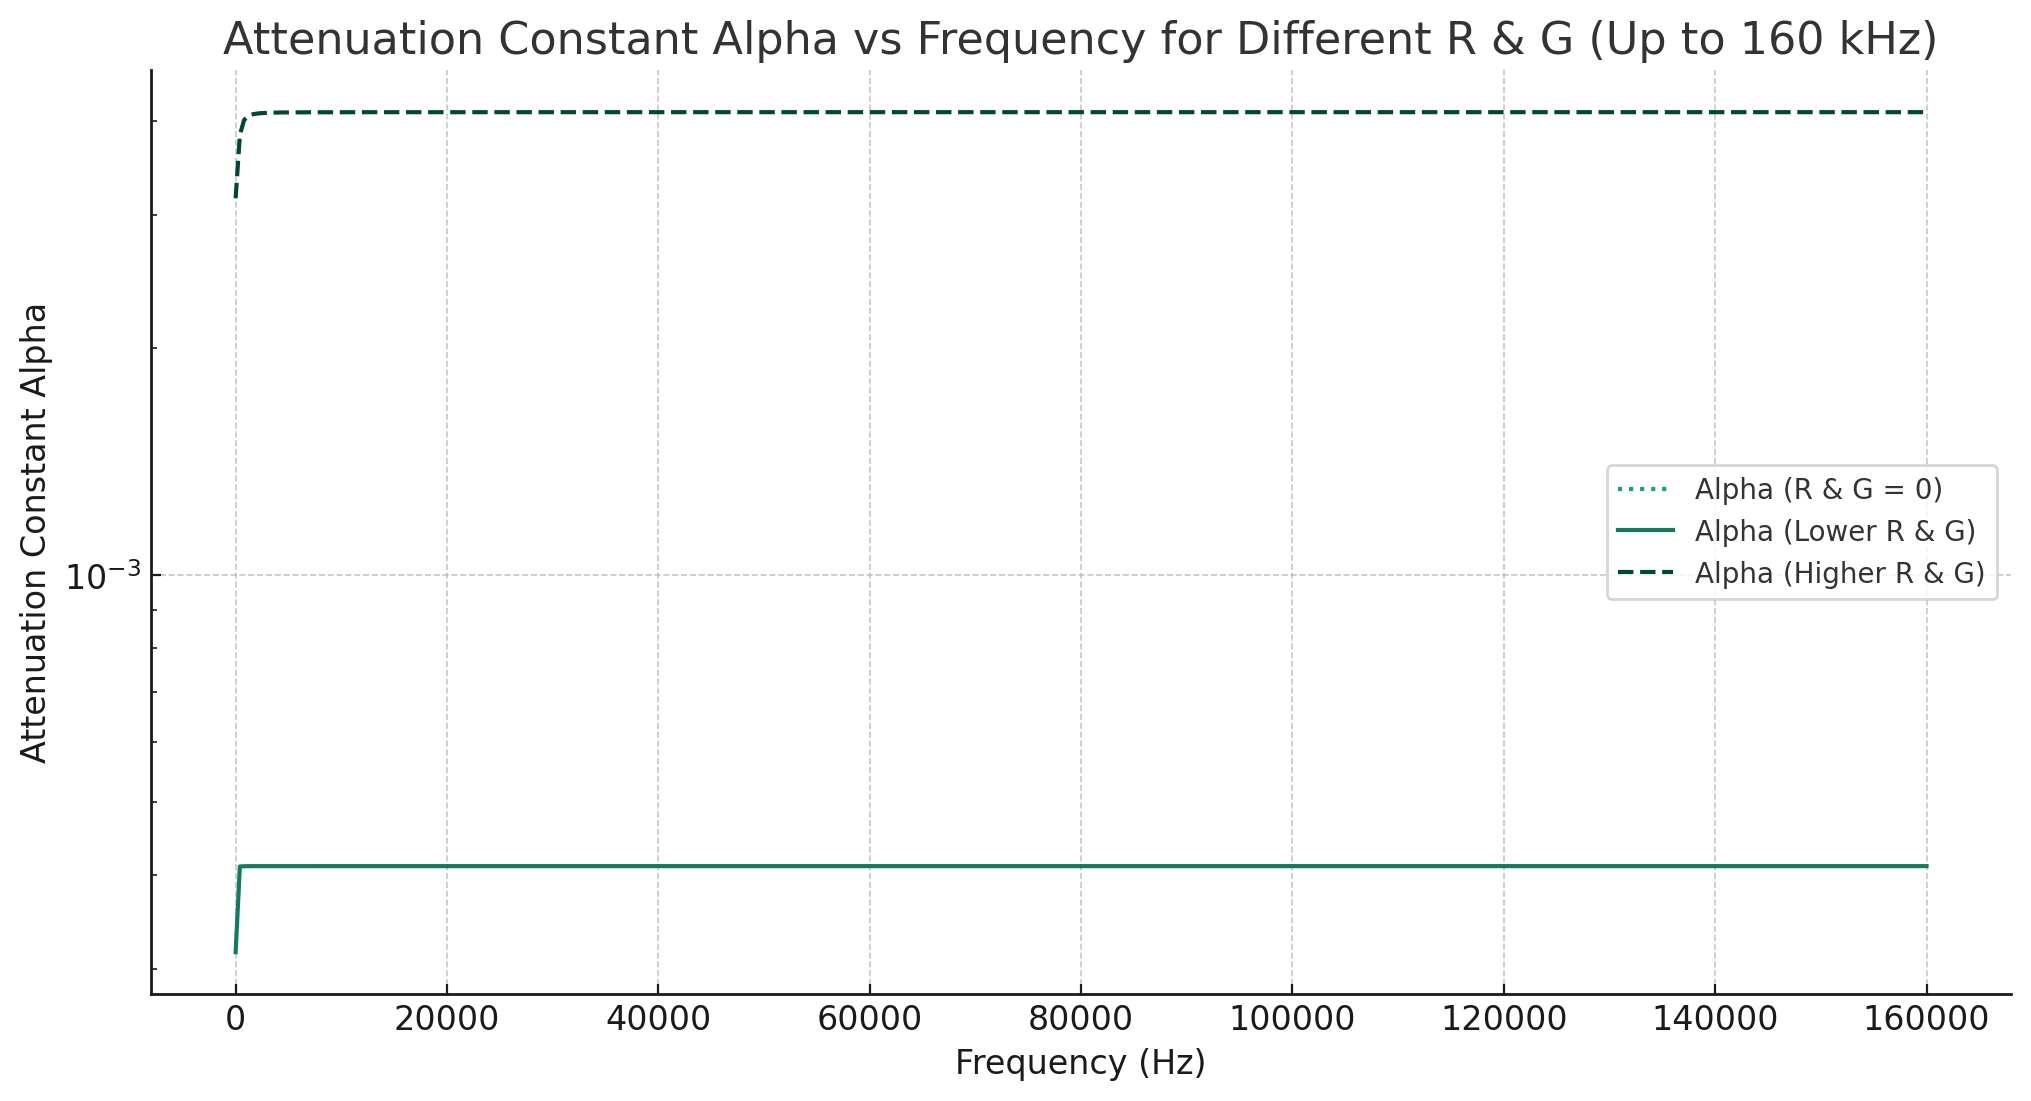 Attenuation Constant Alpha vs Frequency for Different R & G (Up to 160 kHz)
Attenuation Constant Alpha
10⁻³
Alpha (R & G = 0)
Alpha (Lower R & G)
Alpha (Higher R & G)
0 20000 40000 60000 80000 100000 120000 140000 160000
Frequency (Hz)